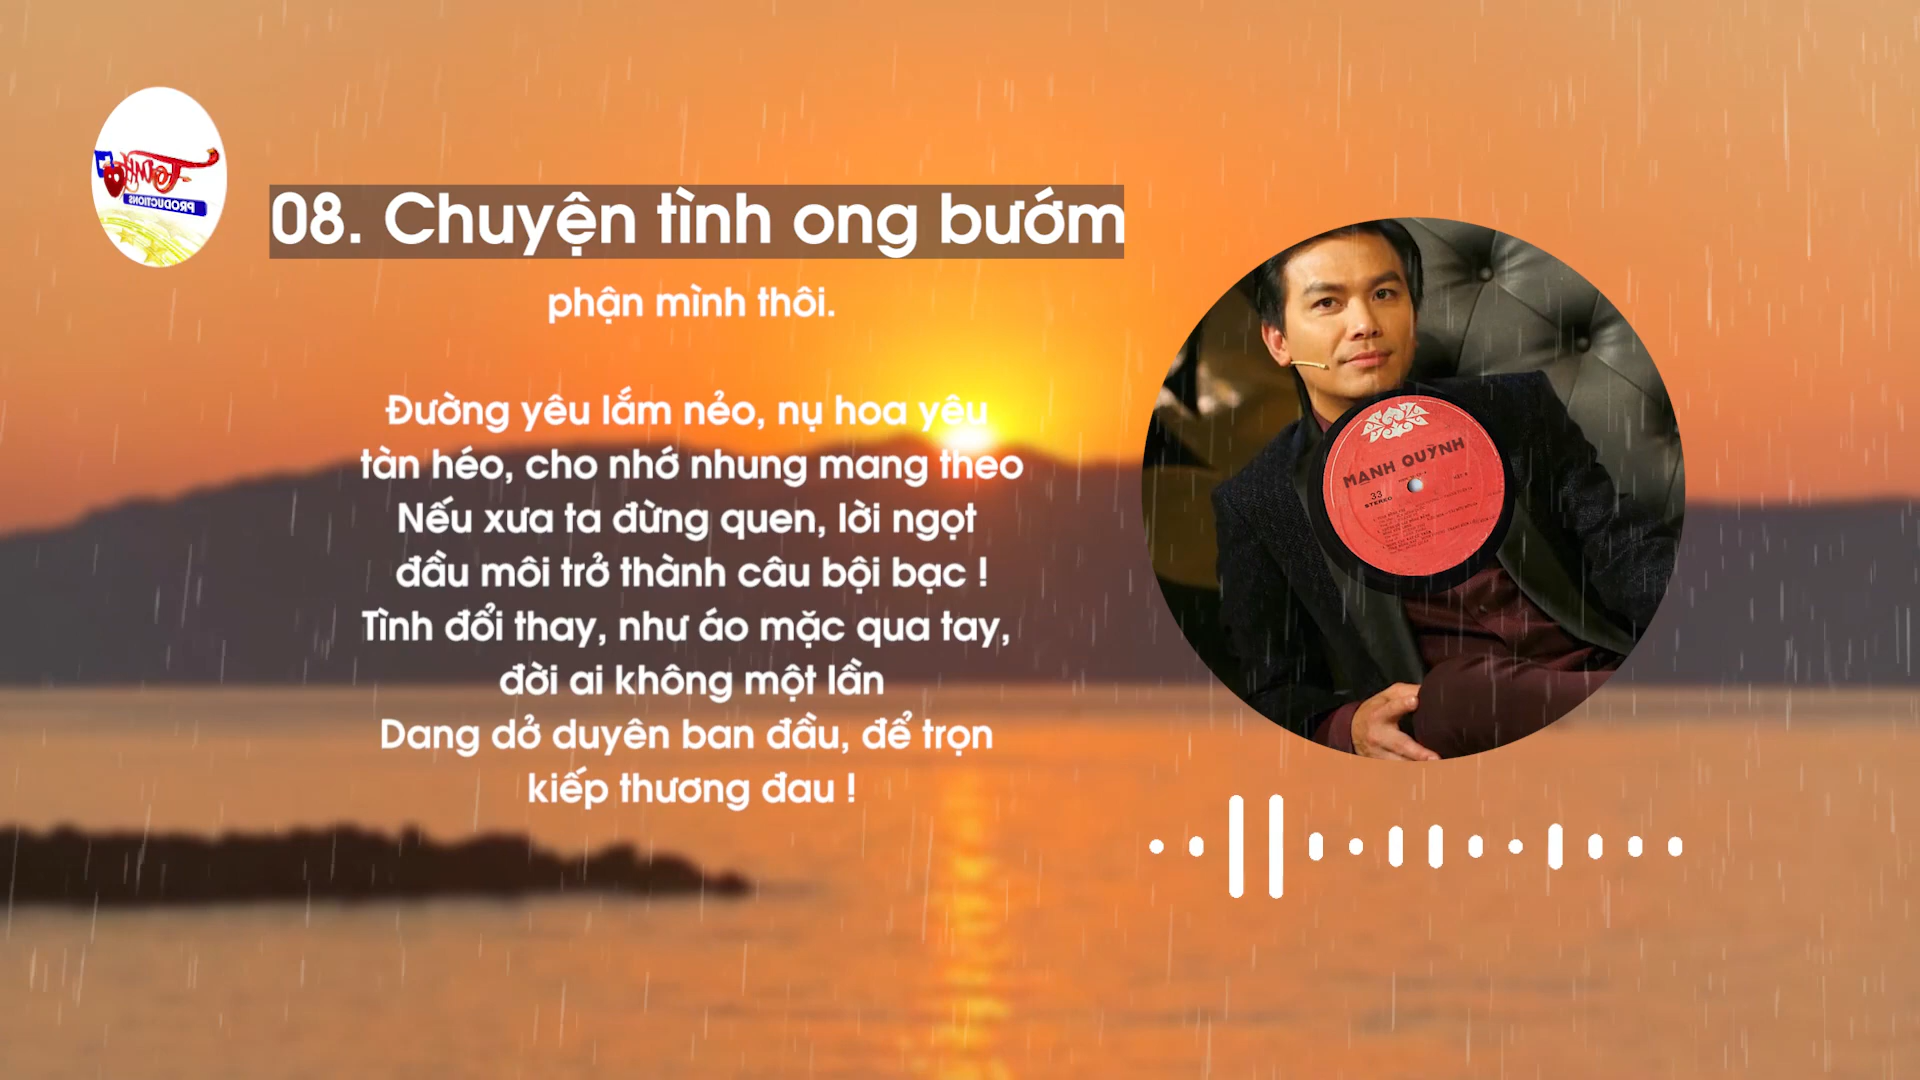 08. Chuyện tình ong bướm
phận mình thôi.
Đường yêu lắm nẻo, nụ hoa yêu
tàn héo, cho nhớ nhung mang theo
Nếu xưa ta đừng quen, lời ngọt
đầu môi trở thành câu bội bạc !
Tình đổi thay, như áo mặc qua tay,
đời ai không một lần
Dang dở duyên ban đầu, để trọn
kiếp thương đau !
MẠNH QUỲNH
33
STEREO
PRODUCTIONS